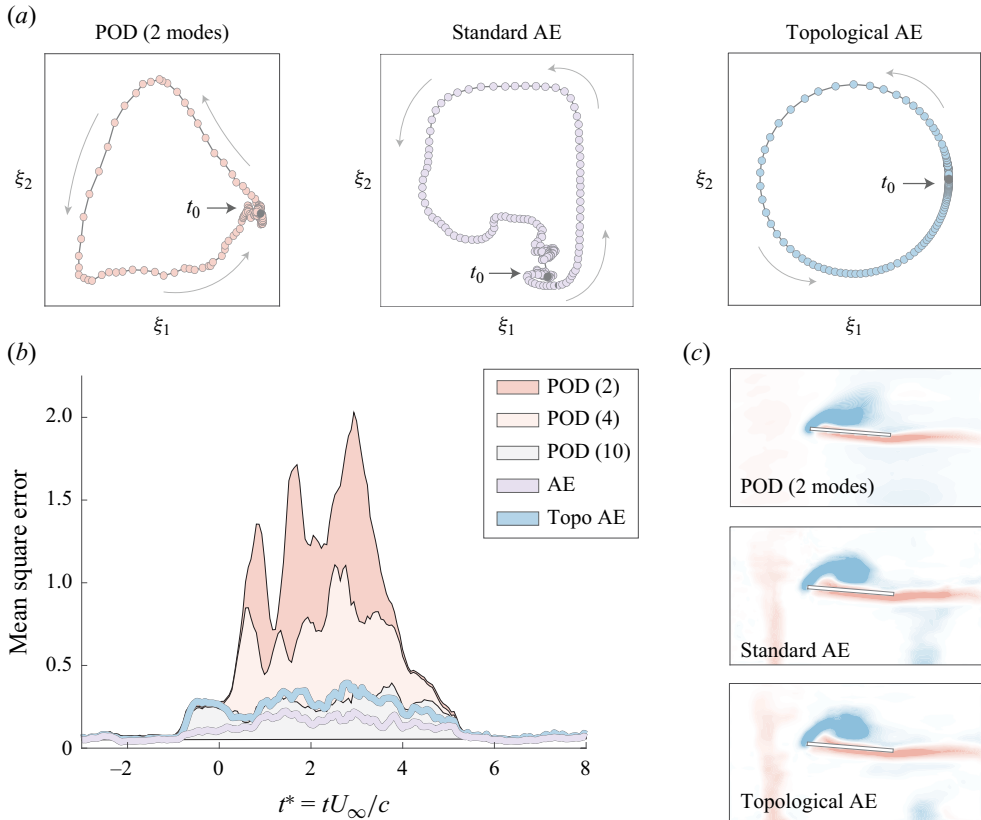 (a)
POD (2 modes)
Standard AE
Topological AE
ξ2
t0
ξ1
ξ2
t0
ξ1
ξ2
t0
ξ1
(b)
Mean square error
2.0
1.5
1.0
0.5
0
–2
0
2
4
6
8
t* = tU∞/c
POD (2)
POD (4)
POD (10)
AE
Topo AE
(c)
POD (2 modes)
Standard AE
Topological AE